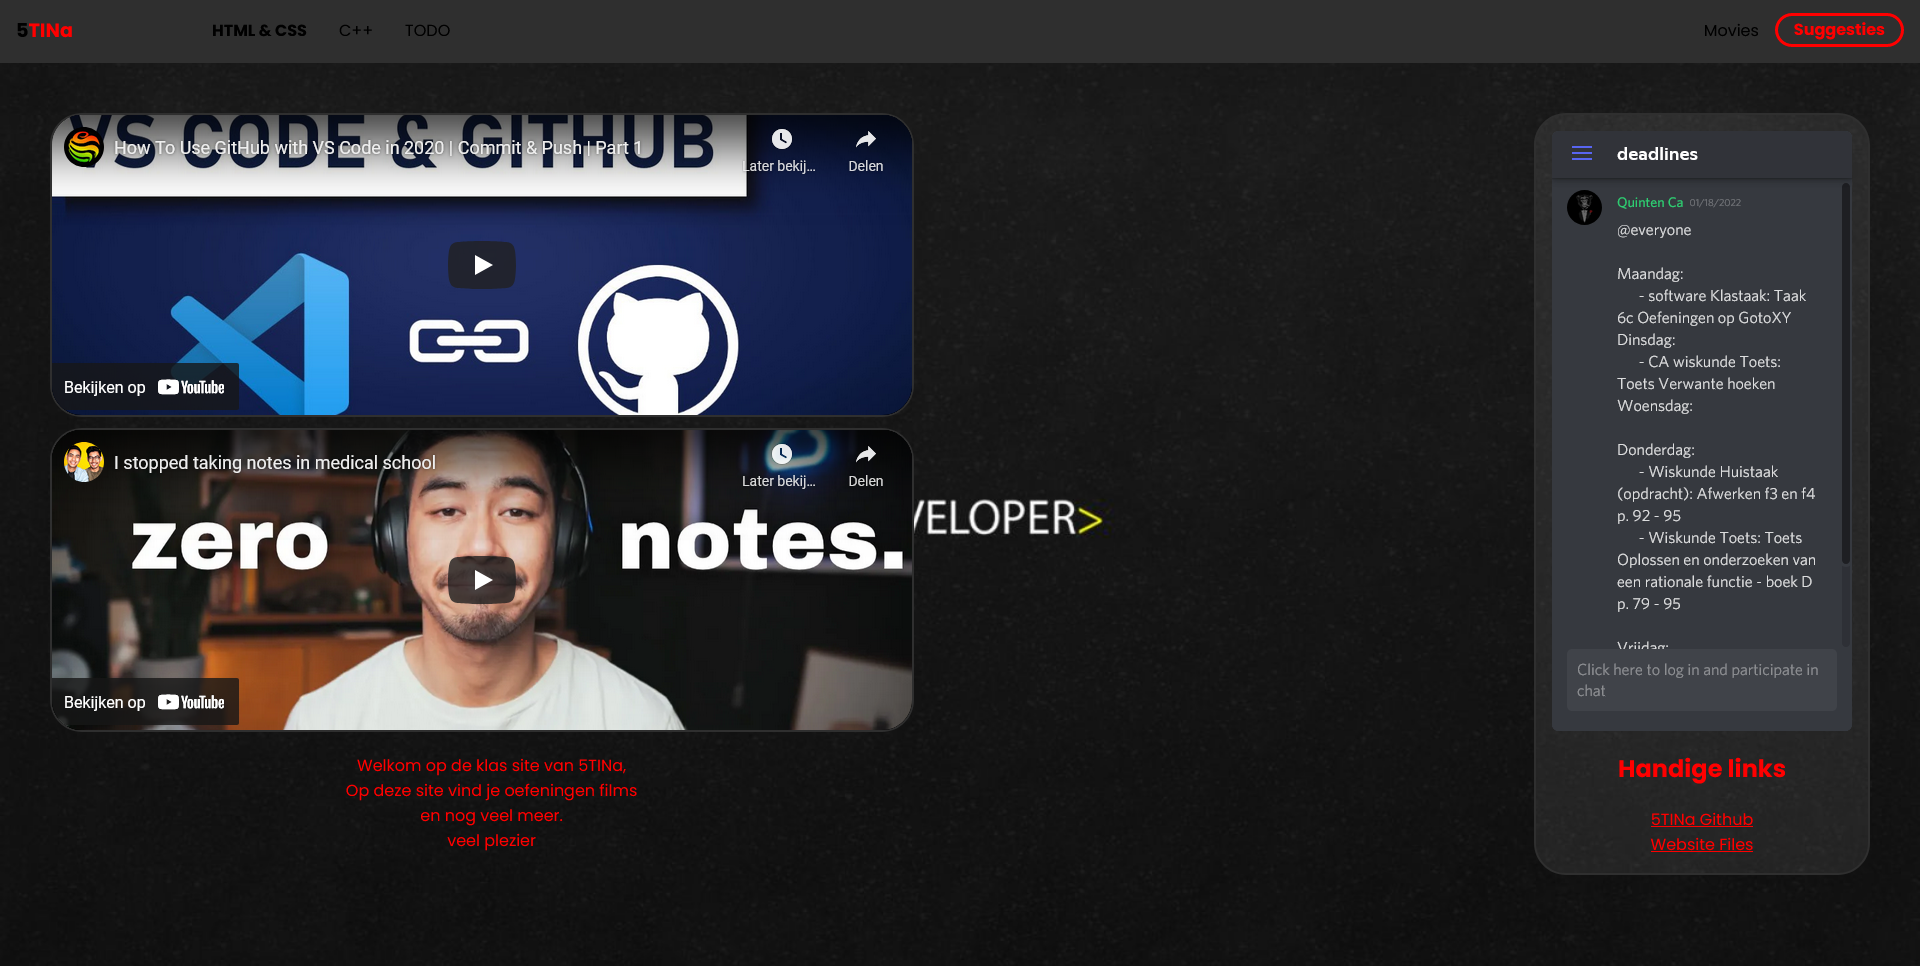 5TINa
HTML & CSS
C++
TODO
Movies
Suggesties
VS CODE & GITHUB
How To Use GitHub with VS Code in 2020 | Commit & Push | Part 1
Later bekij...
Delen
Bekijken op YouTube
I stopped taking notes in medical school
Later bekij...
Delen
zero notes.
Bekijken op YouTube
VELOPER>
Welkom op de klas site van 5TINa,
Op deze site vind je oefeningen films
en nog veel meer.
veel plezier
deadlines
Quinten Ca 01/18/2022
@everyone
Maandag:
- software Klastaak: Taak
6c Oefeningen op GotoXY
Dinsdag:
- CA wiskunde Toets:
Toets Verwante hoeken
Woensdag:
Donderdag:
- Wiskunde Huistaak
(opdracht): Afwerken f3 en f4
p. 92 - 95
- Wiskunde Toets: Toets
Oplossen en onderzoeken van
een rationale functie - boek D
p. 79 - 95
Vrijdag:
Click here to log in and participate in
chat
Handige links
5TINa Github
Website Files